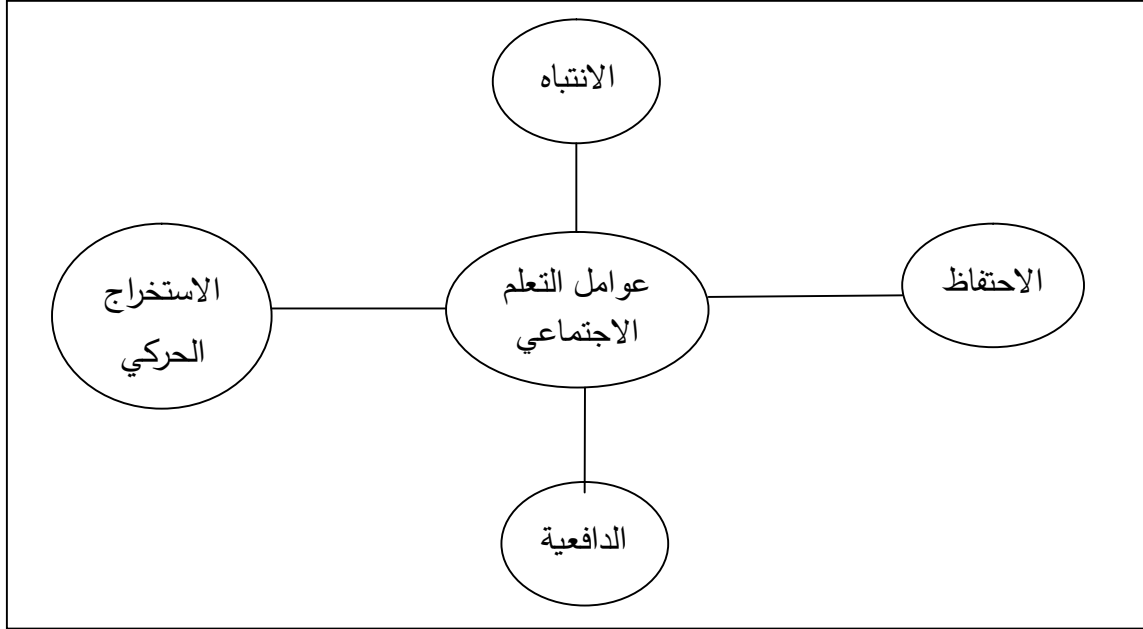 الانتباه
الاحتفاظ
عوامل التعلم
الاجتماعي
الاستخراج
الحركي
الدافعية